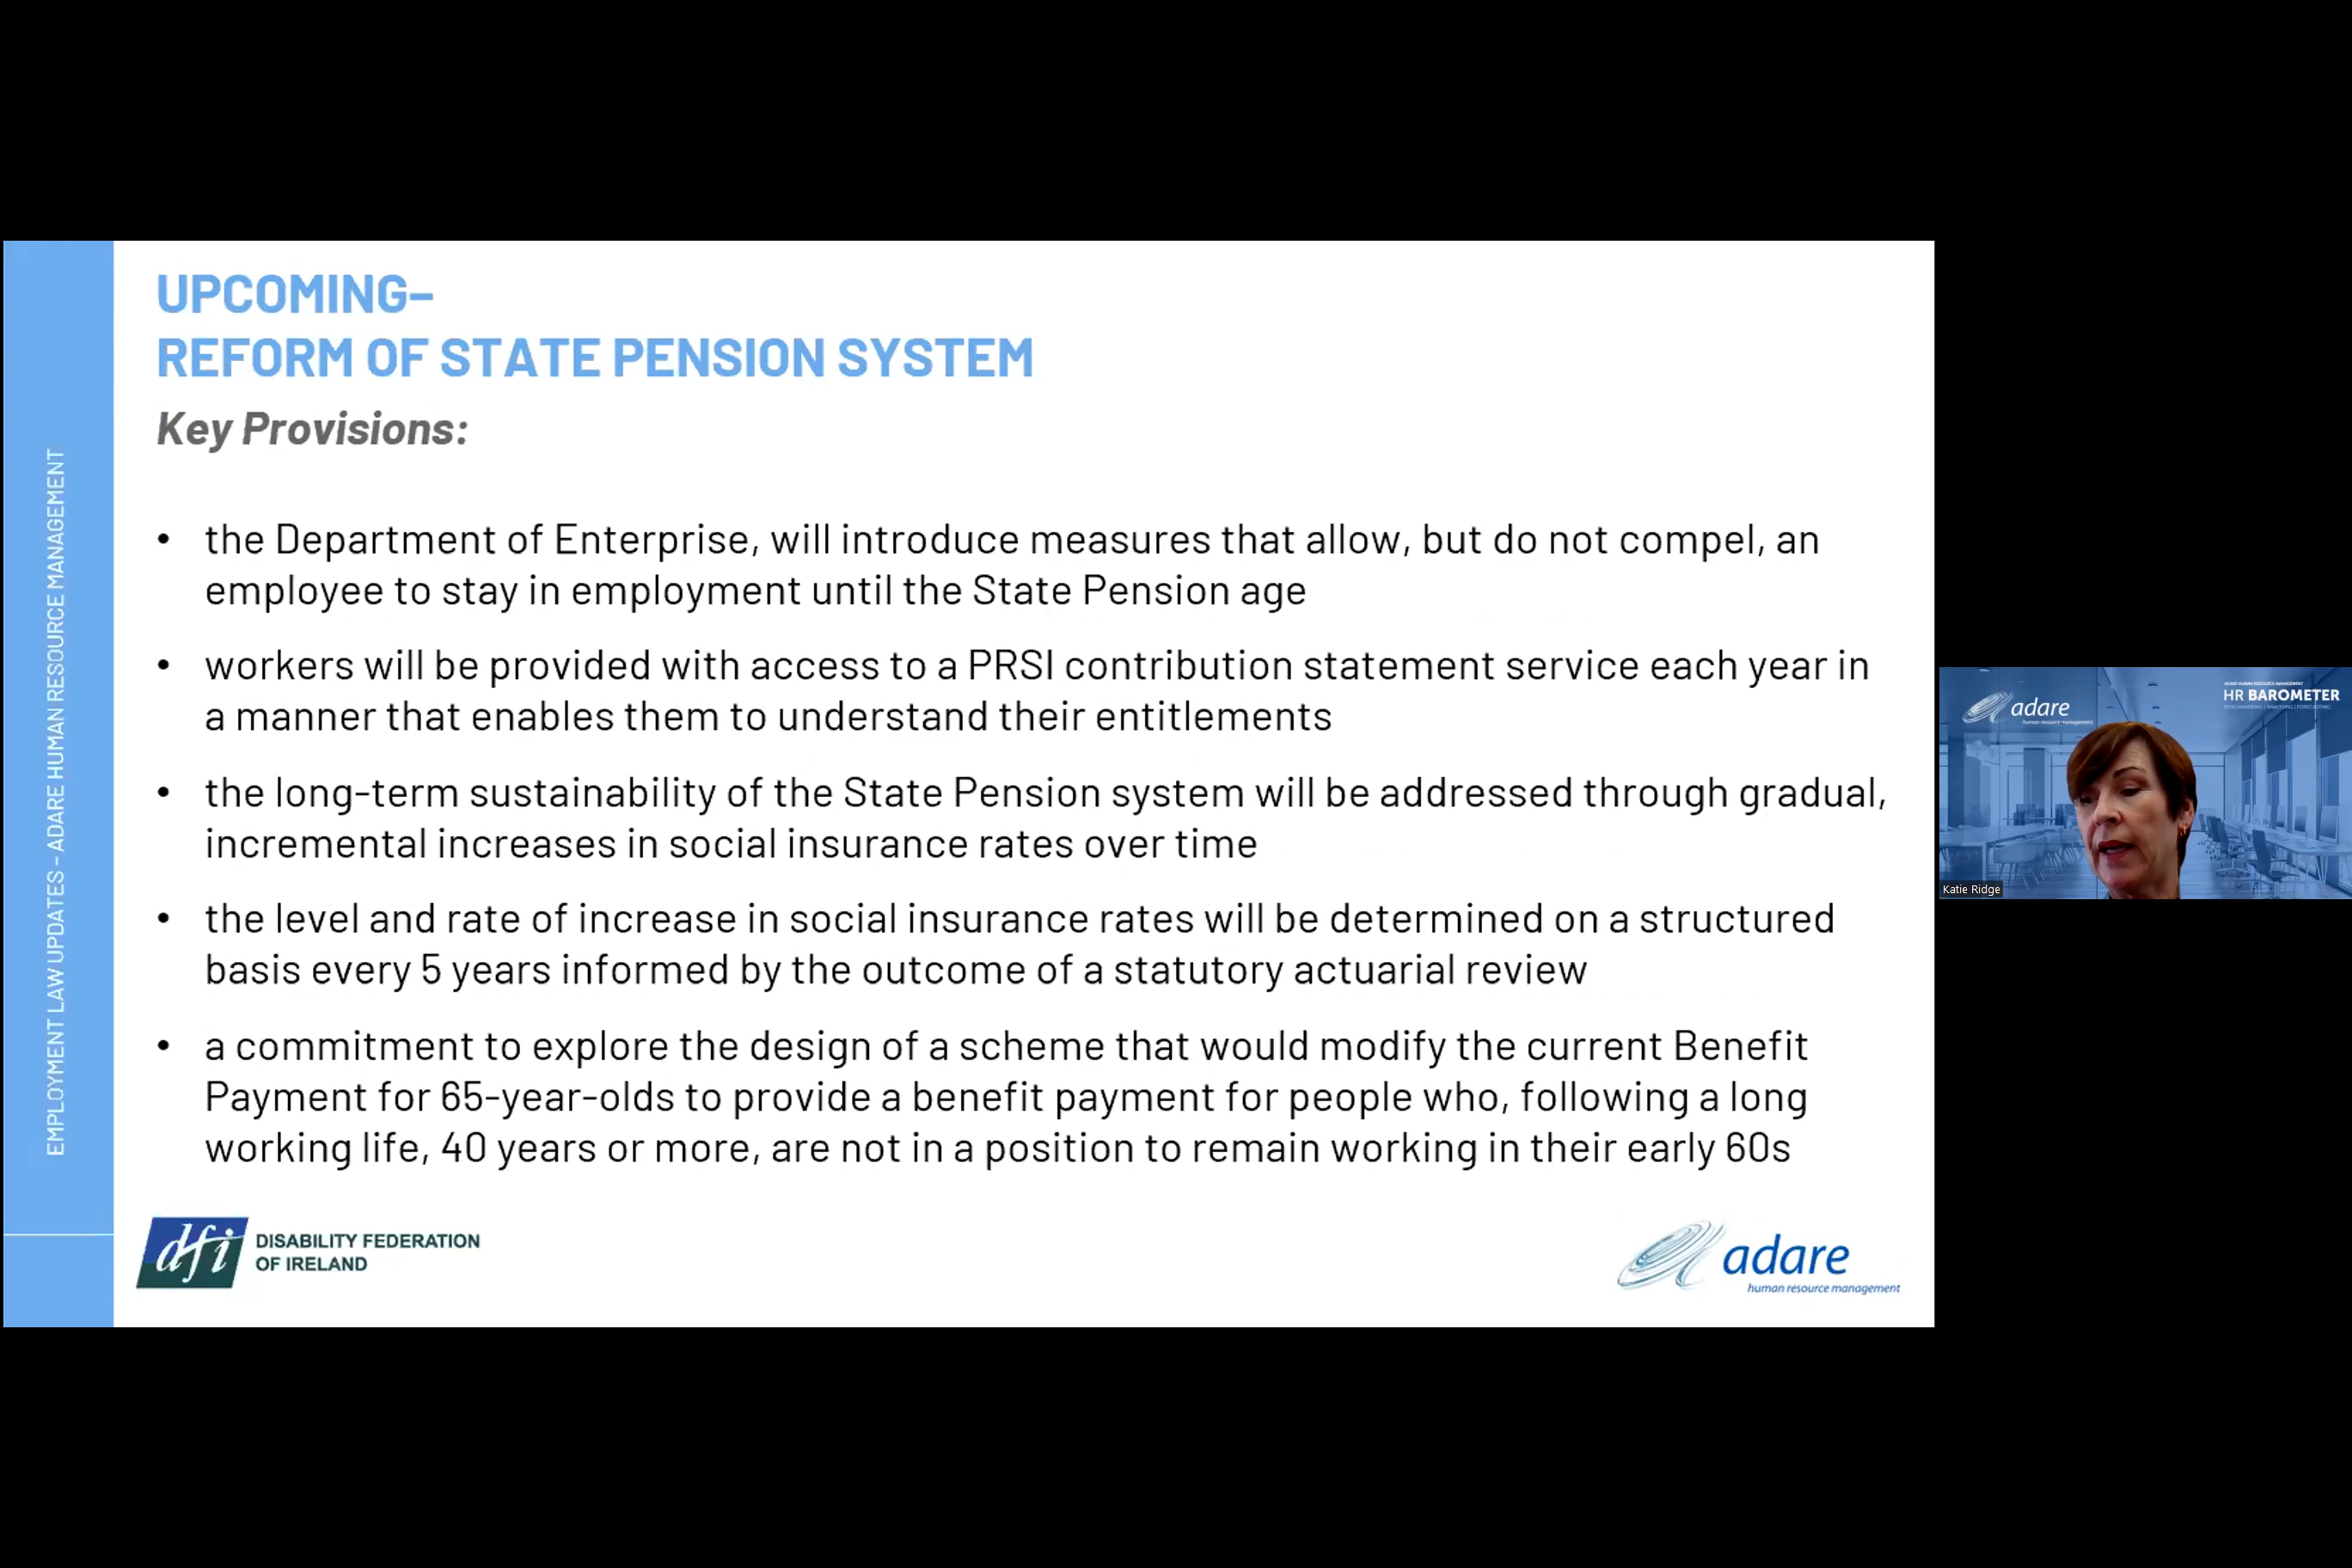 UPCOMING–
REFORM OF STATE PENSION SYSTEM
Key Provisions:
• the Department of Enterprise, will introduce measures that allow, but do not compel, an
employee to stay in employment until the State Pension age
• workers will be provided with access to a PRSI contribution statement service each year in
a manner that enables them to understand their entitlements
• the long-term sustainability of the State Pension system will be addressed through gradual,
incremental increases in social insurance rates over time
• the level and rate of increase in social insurance rates will be determined on a structured
basis every 5 years informed by the outcome of a statutory actuarial review
• a commitment to explore the design of a scheme that would modify the current Benefit
Payment for 65-year-olds to provide a benefit payment for people who, following a long
working life, 40 years or more, are not in a position to remain working in their early 60s
EMPLOYMENT LAW UPDATES – ADARE HUMAN RESOURCE MANAGEMENT
dfi
DISABILITY FEDERATION
OF IRELAND
adare
human resource management
adare
human resource management
ADARE HUMAN RESOURCE MANAGEMENT
HR BAROMETER
BENCHMARKING | ANALYSING | FORECASTING
Katie Ridge